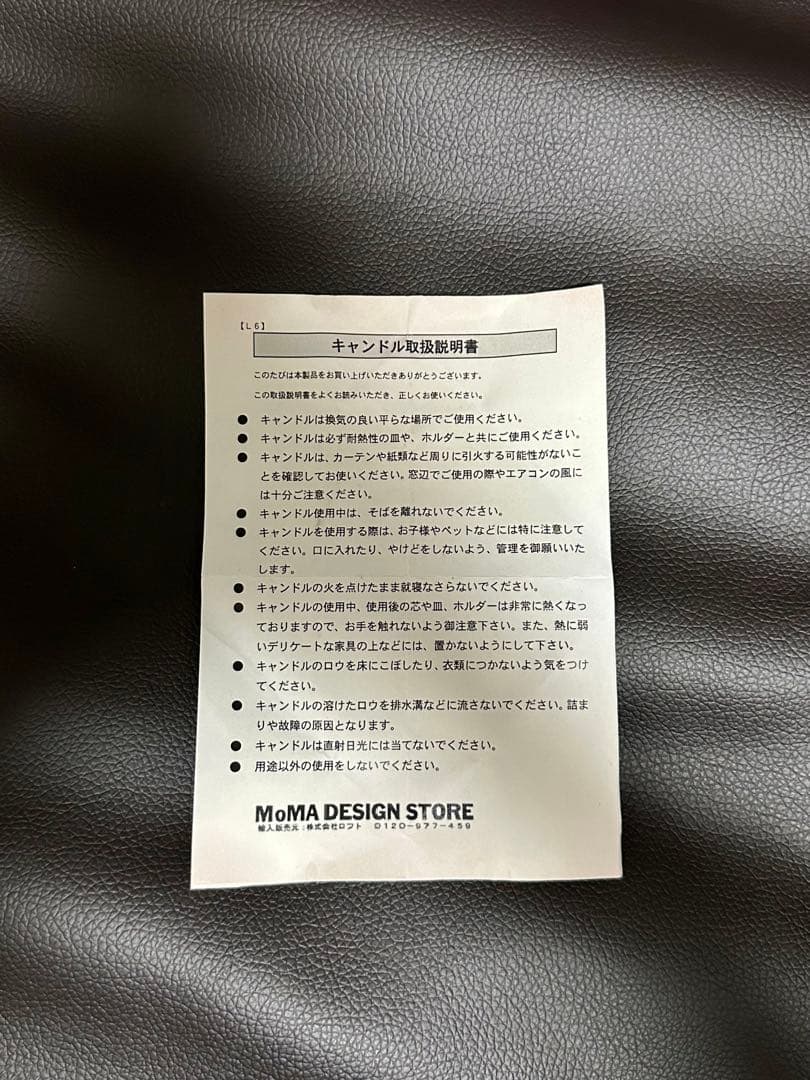 【L6】
キャンドル取扱説明書
このたびは本製品をお買い上げいただきありがとうございます。
この取扱説明書をよくお読みいただき、正しくお使いください。
● キャンドルは換気の良い平らな場所でご使用ください。
● キャンドルは必ず耐熱性の皿や、ホルダーと共にご使用ください。
● キャンドルは、カーテンや紙類など周りに引火する可能性がないこ
とを確認してお使いください。窓辺でご使用の際やエアコンの風に
は十分ご注意ください。
● キャンドル使用中は、そばを離れないでください。
● キャンドルを使用する際は、お子様やペットなどには特に注意して
ください。口に入れたり、やけどをしないよう、管理を御願いいた
します。
● キャンドルの火を点けたまま就寝なさらないでください。
● キャンドルの使用中、使用後の芯や皿、ホルダーは非常に熱くなっ
ておりますので、お手を触れないよう御注意下さい。また、熱に弱
いデリケートな家具の上などには、置かないようにして下さい。
● キャンドルのロウを床にこぼしたり、衣類につかないよう気をつけ
てください。
● キャンドルの溶けたロウを排水溝などに流さないでください。詰ま
りや故障の原因となります。
● キャンドルは直射日光には当てないでください。
● 用途以外の使用をしないでください。
MoMA DESIGN STORE
輸入販売元：株式会社ロフト 0120-977-459